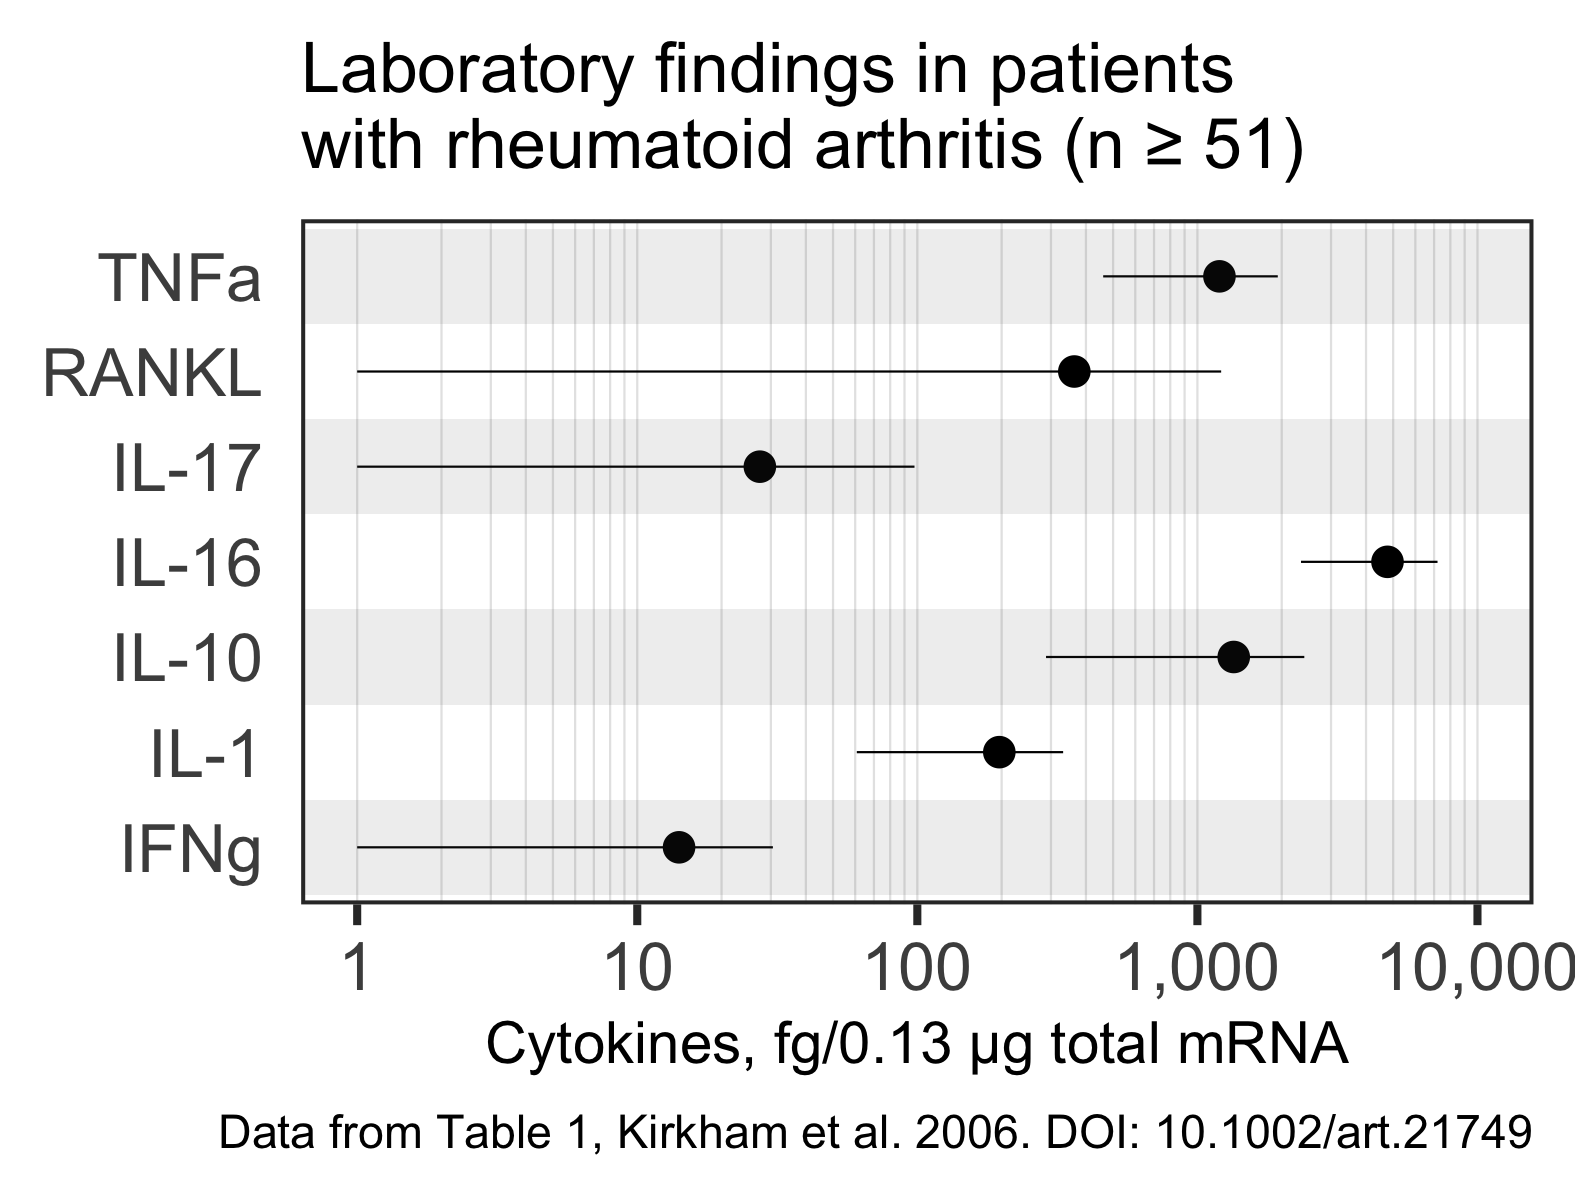 Laboratory findings in patients
with rheumatoid arthritis (n ≥ 51)
TNFa
RANKL
IL-17
IL-16
IL-10
IL-1
IFNg
1 10 100 1,000 10,000
Cytokines, fg/0.13 µg total mRNA
Data from Table 1, Kirkham et al. 2006. DOI: 10.1002/art.21749